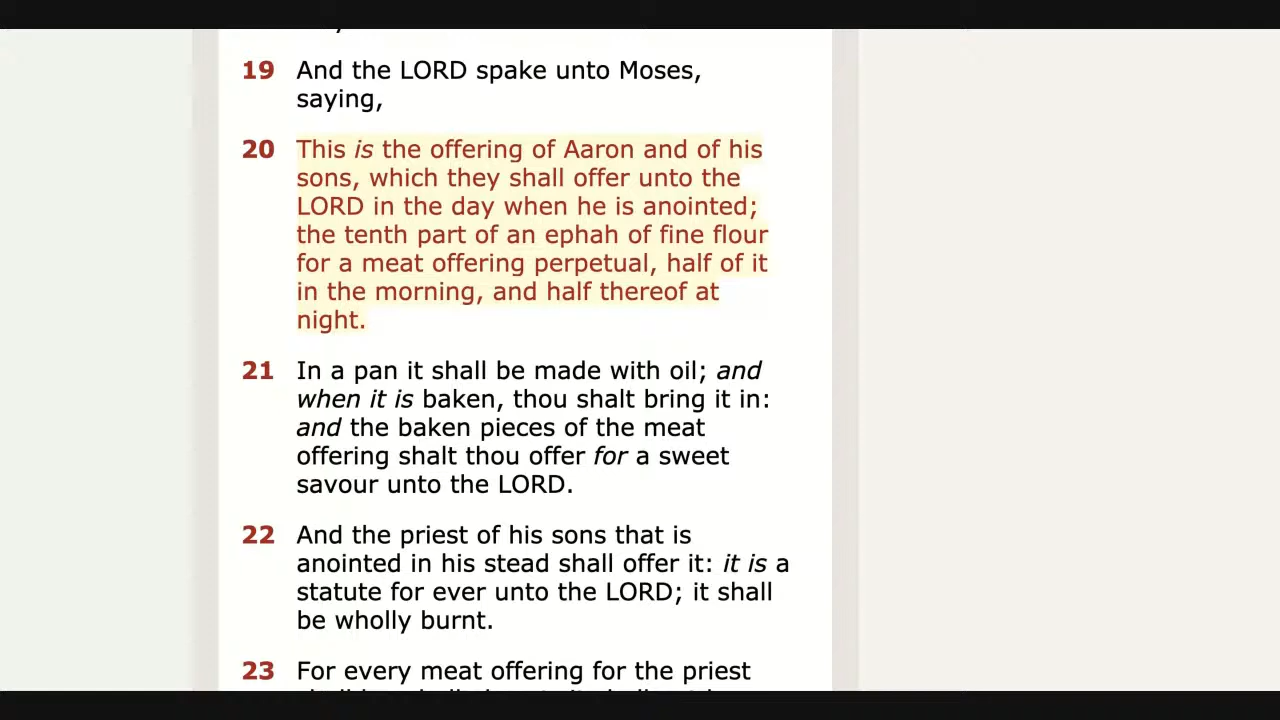 19 And the LORD spake unto Moses,
saying,
20 This is the offering of Aaron and of his
sons, which they shall offer unto the
LORD in the day when he is anointed;
the tenth part of an ephah of fine flour
for a meat offering perpetual, half of it
in the morning, and half thereof at
night.
21 In a pan it shall be made with oil; and
when it is baken, thou shalt bring it in:
and the baken pieces of the meat
offering shalt thou offer for a sweet
savour unto the LORD.
22 And the priest of his sons that is
anointed in his stead shall offer it: it is a
statute for ever unto the LORD; it shall
be wholly burnt.
23 For every meat offering for the priest